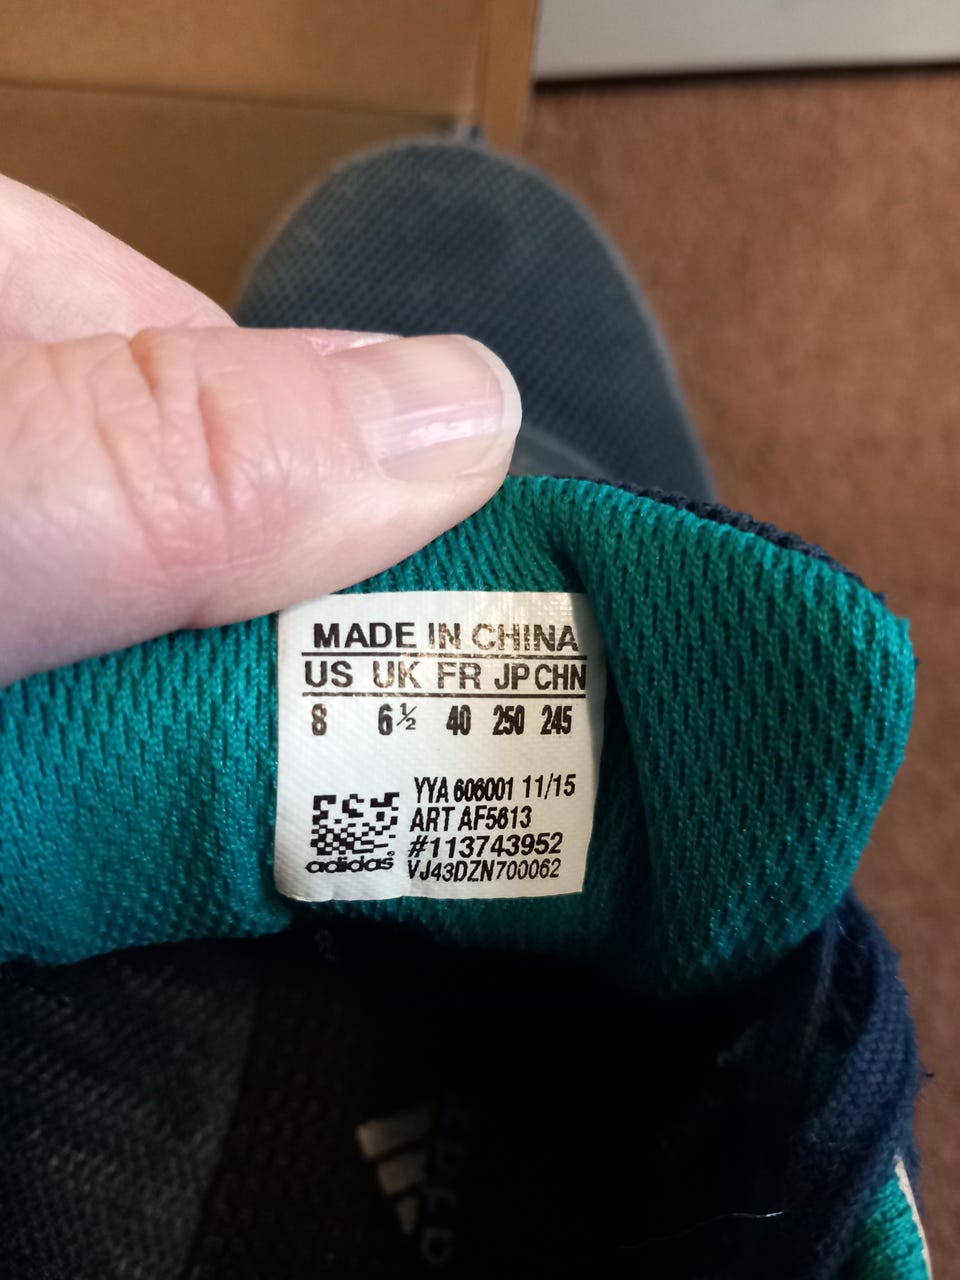 MADE IN CHINA
US UK FR JP CHN
8 6½ 40 250 245
YYA 606001 11/15
ART AF5613
#113743952
adidas VJ43DZN700062